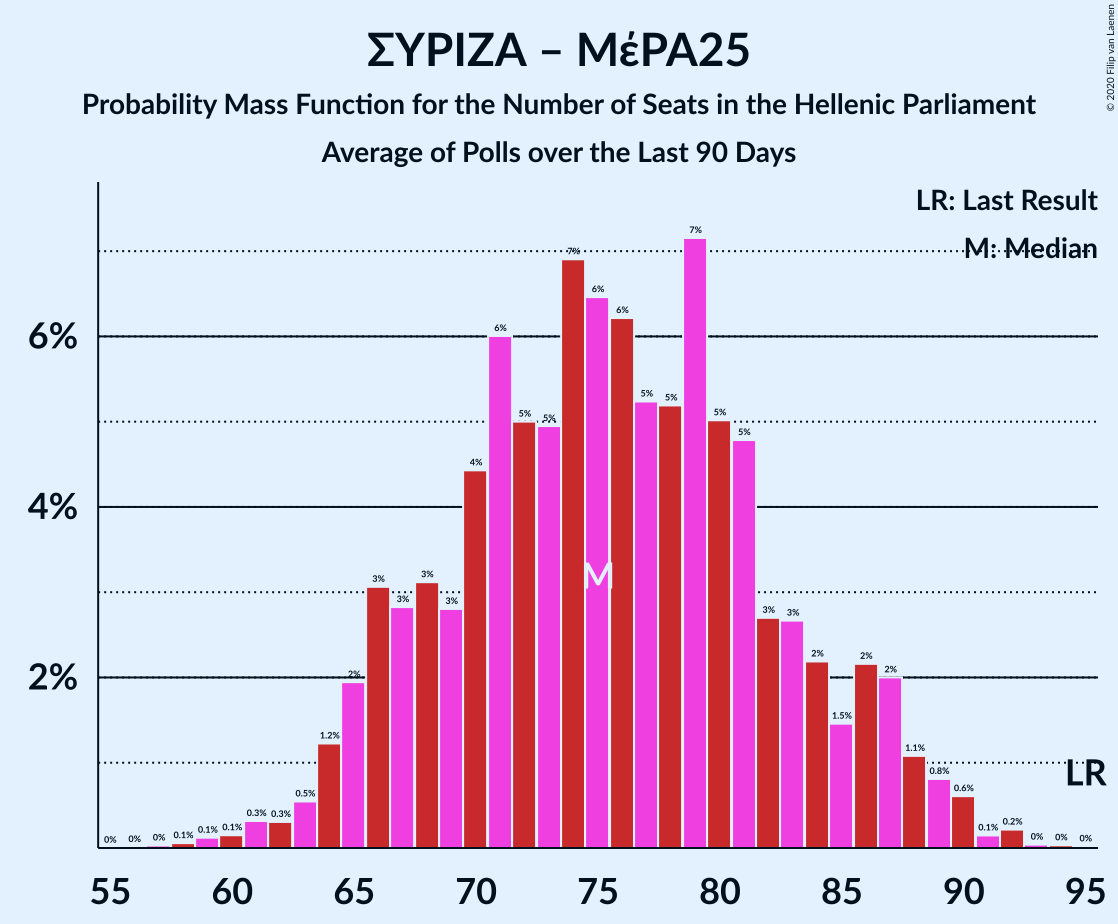 ΣΥΡΙΖΑ – ΜέΡΑ25
Probability Mass Function for the Number of Seats in the Hellenic Parliament
Average of Polls over the Last 90 Days
© 2020 Filip van Laenen
LR: Last Result
M: Median
6%
4%
2%
0% 0% 0% 0.1% 0.1% 0.1% 0.3% 0.3% 0.5% 1.2% 2% 3% 3% 3% 3% 4% 6% 5% 5% 7% 6% 6% 5% 5% 7% 5% 5% 3% 3% 2% 1.5% 2% 2% 1.1% 0.8% 0.6% 0.1% 0.2% 0% 0% 0%
M
LR
55 60 65 70 75 80 85 90 95